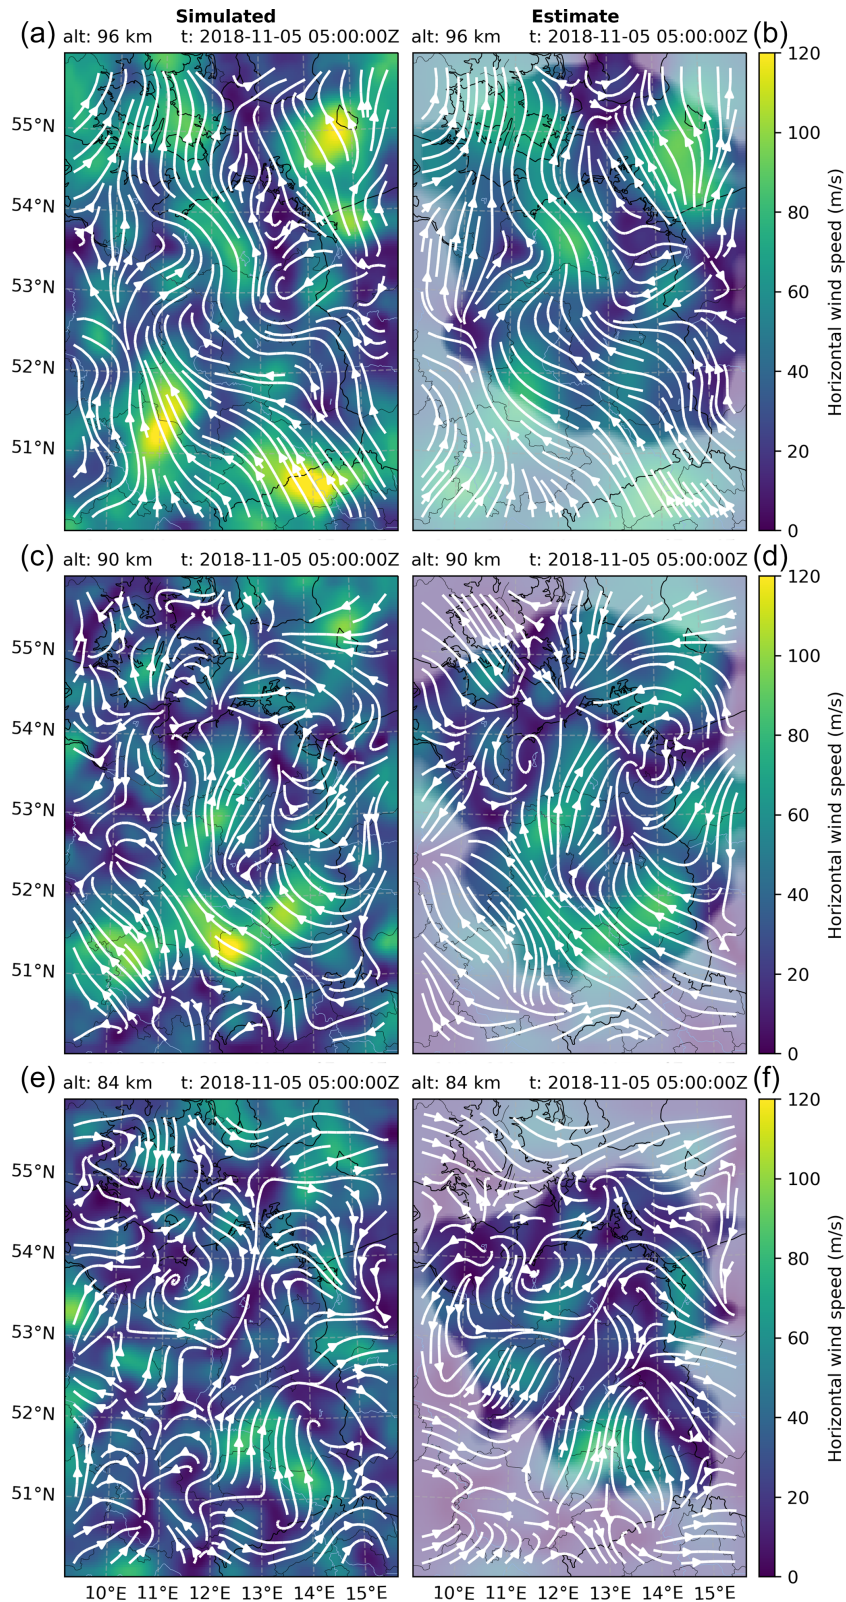 Simulated Estimate
(a) alt: 96 km t: 2018-11-05 05:00:00Z alt: 96 km t: 2018-11-05 05:00:00Z (b)
120
55°N
100
54°N
80
53°N
60
52°N
40
51°N
20
0
Horizontal wind speed (m/s)
(c) alt: 90 km t: 2018-11-05 05:00:00Z alt: 90 km t: 2018-11-05 05:00:00Z (d)
120
55°N
100
54°N
80
53°N
60
52°N
40
51°N
20
0
Horizontal wind speed (m/s)
(e) alt: 84 km t: 2018-11-05 05:00:00Z alt: 84 km t: 2018-11-05 05:00:00Z (f)
120
55°N
100
54°N
80
53°N
60
52°N
40
51°N
20
0
Horizontal wind speed (m/s)
10°E 11°E 12°E 13°E 14°E 15°E 10°E 11°E 12°E 13°E 14°E 15°E